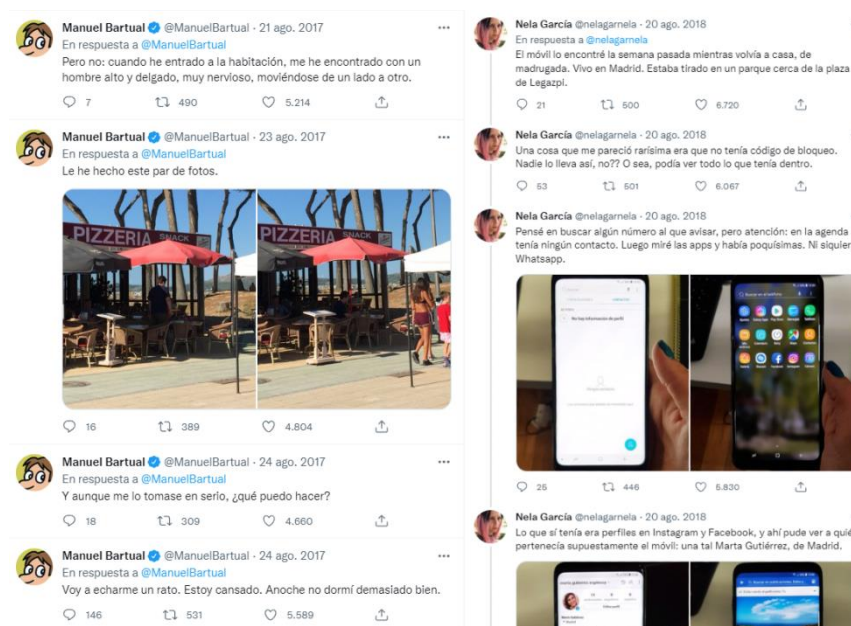 Manuel Bartual @ManuelBartual · 21 ago. 2017
En respuesta a @ManuelBartual
Pero no: cuando he entrado a la habitación, me he encontrado con un
hombre alto y delgado, muy nervioso, moviéndose de un lado a otro.
7 490 5.214
Manuel Bartual @ManuelBartual · 23 ago. 2017
En respuesta a @ManuelBartual
Le he hecho este par de fotos.
PIZZERIA SNACK
PIZZERIA SNACK
16 389 4.804
Manuel Bartual @ManuelBartual · 24 ago. 2017
En respuesta a @ManuelBartual
Y aunque me lo tomase en serio, ¿qué puedo hacer?
18 309 4.660
Manuel Bartual @ManuelBartual · 24 ago. 2017
En respuesta a @ManuelBartual
Voy a echarme un rato. Estoy cansado. Anoche no dormí demasiado bien.
146 531 5.589
Nela García @nelagarnela · 20 ago. 2018
En respuesta a @nelagarnela
El móvil lo encontré la semana pasada mientras volvía a casa, de
madrugada. Vivo en Madrid. Estaba tirado en un parque cerca de la plaza
de Legazpi.
21 500 6.720
Nela García @nelagarnela · 20 ago. 2018
Una cosa que me pareció rarísima era que no tenía código de bloqueo.
Nadie lo lleva así, no?? O sea, podía ver todo lo que tenía dentro.
53 501 6.067
Nela García @nelagarnela · 20 ago. 2018
Pensé en buscar algún número al que avisar, pero atención: en la agenda
tenía ningún contacto. Luego miré las apps y había poquísimas. Ni siquier
Whatsapp.
No hay información de perfil
25 446 5.830
Nela García @nelagarnela · 20 ago. 2018
Lo que sí tenía era perfiles en Instagram y Facebook, y ahí pude ver a quié
pertenecía supuestamente el móvil: una tal Marta Gutiérrez, de Madrid.